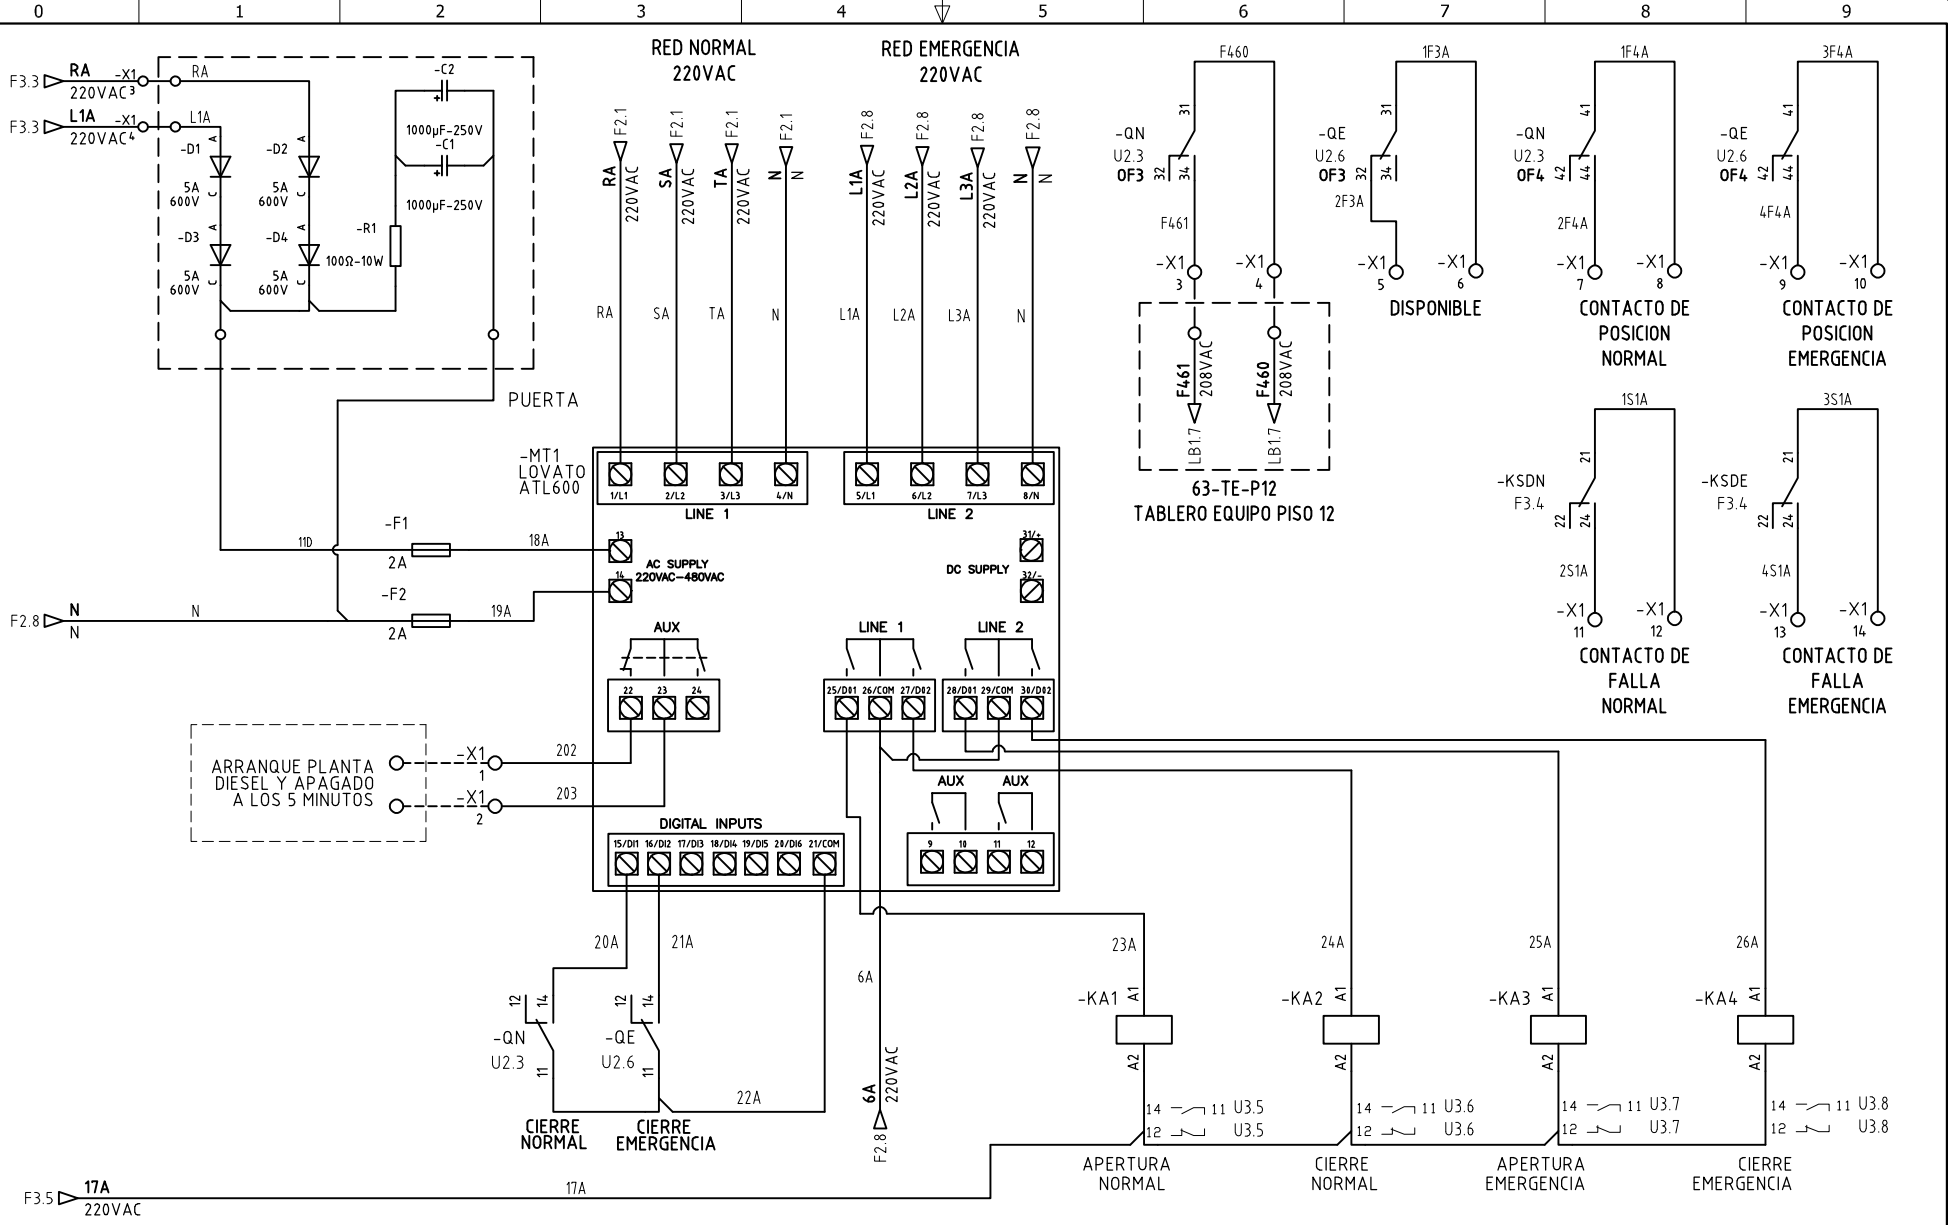 0 1 2 3 4 5 6 7 8 9
F3.3 RA 220VAC 3 -X1 RA
F3.3 L1A 220VAC 4 -X1 L1A
-C2
1000µF-250V
-C1
1000µF-250V
A -D1 5A 600V C
A -D2 5A 600V C
A -D3 5A 600V C
A -D4 5A 600V C
-R1
100Ω-10W
PUERTA
RED NORMAL
220VAC
RED EMERGENCIA
220VAC
F2.1 F2.1 F2.1 F2.1 F2.8 F2.8 F2.8 F2.8
RA 220VAC SA 220VAC TA 220VAC N N L1A 220VAC L2A 220VAC L3A 220VAC N N
RA SA TA N L1A L2A L3A N
-MT1
LOVATO
ATL600
1/L1 2/L2 3/L3 4/N 5/L1 6/L2 7/L3 8/N
LINE 1 LINE 2
13
14
AC SUPPLY
220VAC-480VAC
DC SUPPLY
31/+
32/-
-F1
11D 2A 18A
-F2
F2.8 N N N 2A 19A
AUX LINE 1 LINE 2
22 23 24 25/D01 26/COM 27/D02 28/D01 29/COM 30/D02
ARRANQUE PLANTA
DIESEL Y APAGADO
A LOS 5 MINUTOS
-X1 1 202
-X1 2 203
AUX AUX
9 10 11 12
DIGITAL INPUTS
15/DI1 16/DI2 17/DI3 18/DI4 19/DI5 20/DI6 21/COM
20A 21A
12 14 -QN U2.3 11
12 14 -QE U2.6 11
22A
CIERRE
NORMAL
CIERRE
EMERGENCIA
6A
6A 220VAC
F2.8
F3.5 17A 220VAC 17A
F460
31
-QN
U2.3
OF3 32 34
F461
-X1 3 -X1 4
F461 208VAC F460 208VAC
LB1.7 LB1.7
63-TE-P12
TABLERO EQUIPO PISO 12
1F3A
31
-QE
U2.6
OF3 32 34
2F3A
-X1 5 -X1 6
DISPONIBLE
1F4A
41
-QN
U2.3
OF4 42 44
2F4A
-X1 7 -X1 8
CONTACTO DE
POSICION
NORMAL
3F4A
41
-QE
U2.6
OF4 42 44
4F4A
-X1 9 -X1 10
CONTACTO DE
POSICION
EMERGENCIA
1S1A
21
-KSDN
F3.4
22 24
2S1A
-X1 11 -X1 12
CONTACTO DE
FALLA
NORMAL
3S1A
21
-KSDE
F3.4
22 24
4S1A
-X1 13 -X1 14
CONTACTO DE
FALLA
EMERGENCIA
23A 24A 25A 26A
-KA1 A1 -KA2 A1 -KA3 A1 -KA4 A1
A2 A2 A2 A2
14 11 U3.5 14 11 U3.6 14 11 U3.7 14 11 U3.8
12 U3.5 12 U3.6 12 U3.7 12 U3.8
APERTURA
NORMAL
CIERRE
NORMAL
APERTURA
EMERGENCIA
CIERRE
EMERGENCIA